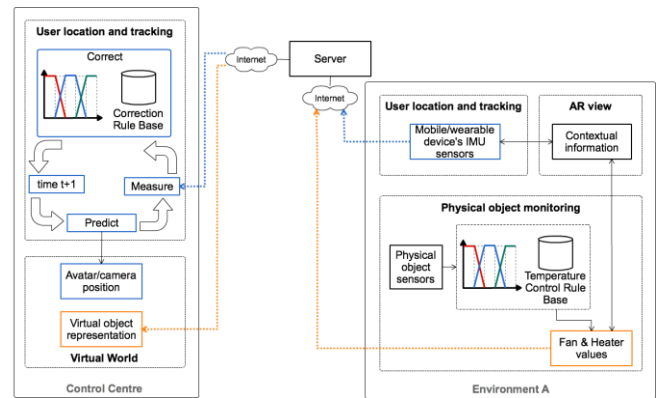 User location and tracking
Correct
Correction
Rule Base
time t+1
Measure
Predict
Avatar/camera
position
Virtual object
representation
Virtual World
Control Centre
Internet
Server
Internet
User location and tracking
Mobile/wearable
device's IMU
sensors
AR view
Contextual
information
Physical object monitoring
Physical
object
sensors
Temperature
Control Rule
Base
Fan & Heater
values
Environment A